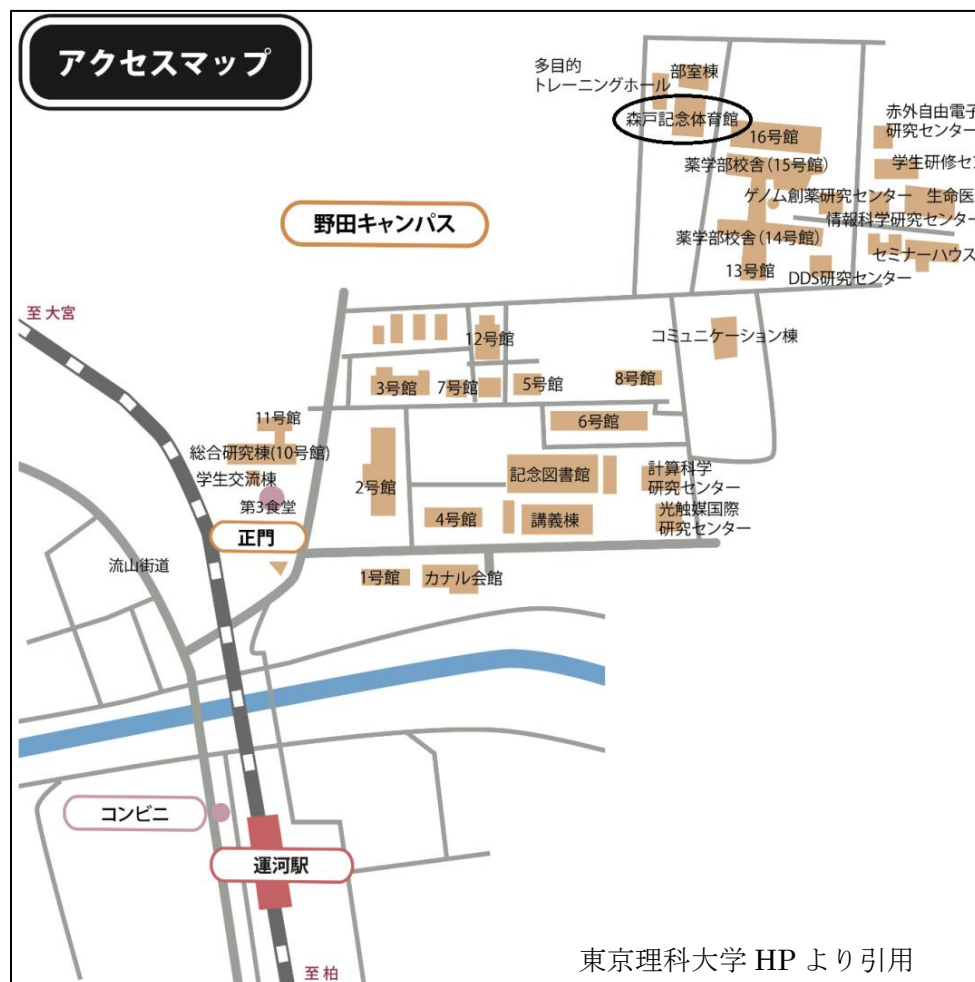 アクセスマップ
多目的
トレーニングホール
部室棟
森戸記念体育館
16号館
赤外自由電子
研究センター
薬学部校舎(15号館)
学生研修セン
ゲノム創薬研究センター
生命医
情報科学研究センター
薬学部校舎(14号館)
セミナーハウス
13号館
DDS研究センター
野田キャンパス
至 大宮
12号館
コミュニケーション棟
3号館
7号館
5号館
8号館
11号館
6号館
総合研究棟(10号館)
学生交流棟
2号館
記念図書館
計算科学
研究センター
第3食堂
4号館
講義棟
光触媒国際
研究センター
正門
流山街道
1号館
カナル会館
コンビニ
運河駅
至 柏
東京理科大学 HP より引用